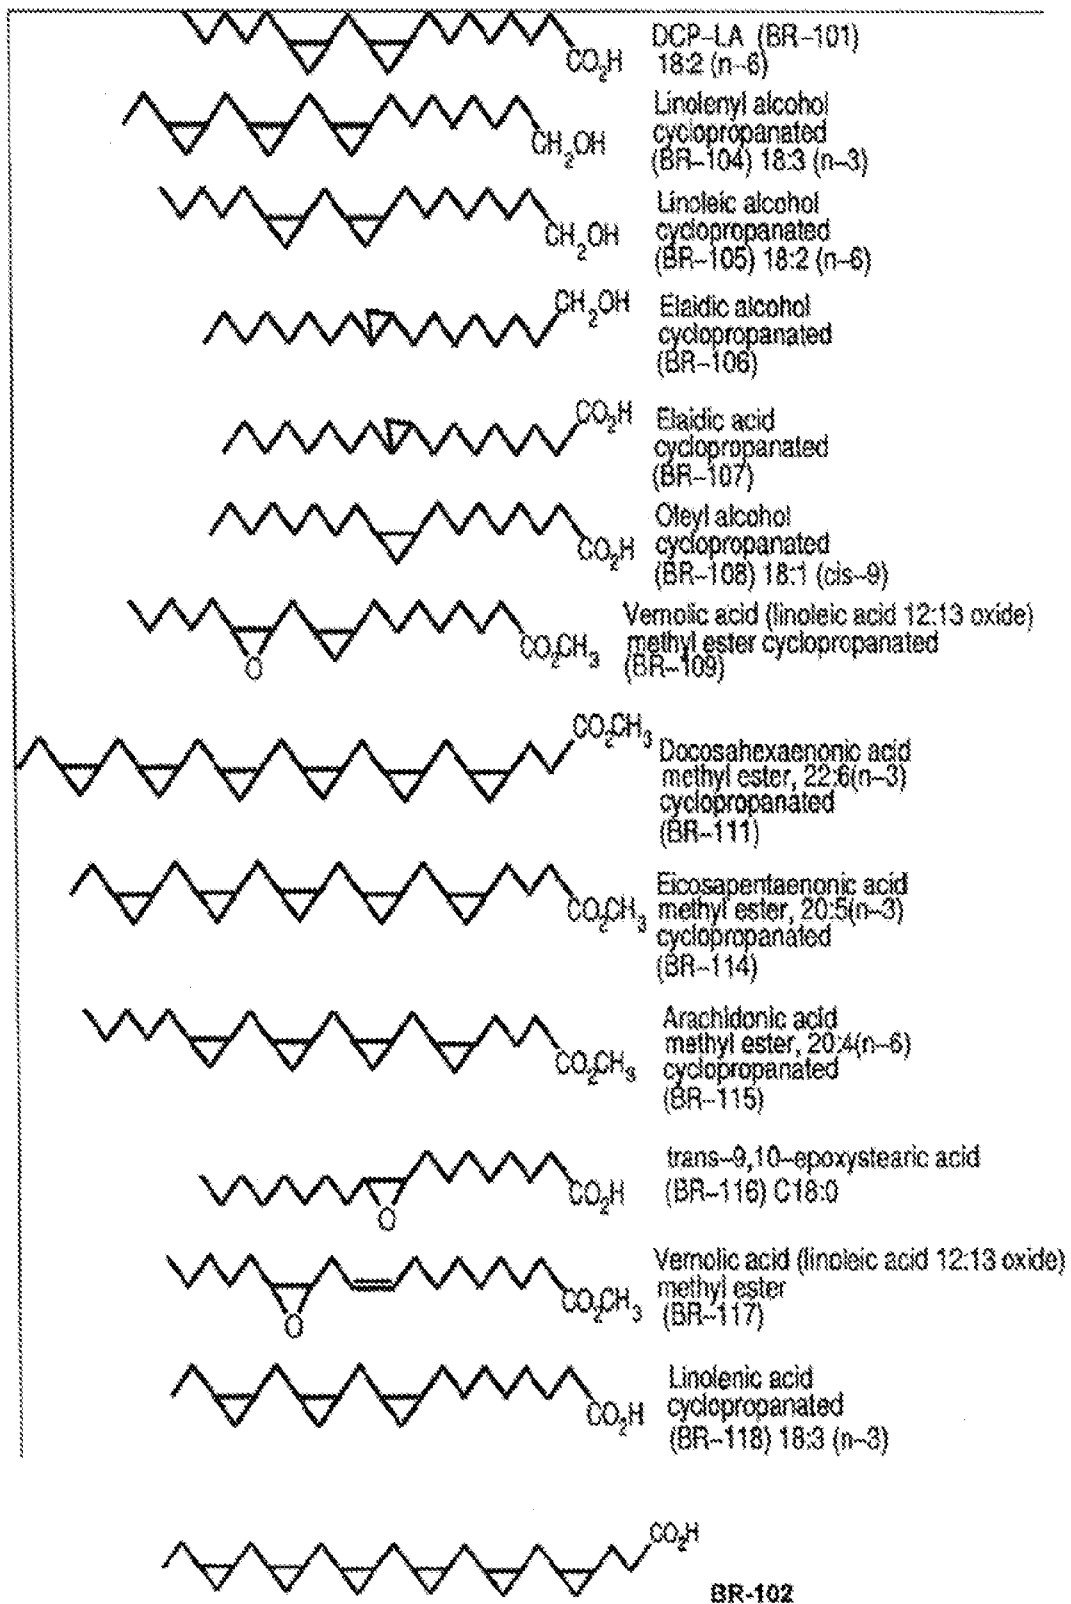 CO2H
DCP-LA (BR-101)
18:2 (n-6)
CH2OH
Linolenyl alcohol
cyclopropanated
(BR-104) 18:3 (n-3)
CH2OH
Linoleic alcohol
cyclopropanated
(BR-105) 18:2 (n-6)
CH2OH
Elaidic alcohol
cyclopropanated
(BR-106)
CO2H
Elaidic acid
cyclopropanated
(BR-107)
CO2H
Oleyl alcohol
cyclopropanated
(BR-108) 18:1 (cis-9)
O
CO2CH3
Vernolic acid (linoleic acid 12:13 oxide)
methyl ester cyclopropanated
(BR-109)
CO2CH3
Docosahexaenonic acid
methyl ester, 22:6(n-3)
cyclopropanated
(BR-111)
CO2CH3
Eicosapentaenonic acid
methyl ester, 20:5(n-3)
cyclopropanated
(BR-114)
CO2CH3
Arachidonic acid
methyl ester, 20:4(n-6)
cyclopropanated
(BR-115)
O
CO2H
trans-9,10-epoxystearic acid
(BR-116) C18:0
O
CO2CH3
Vernolic acid (linoleic acid 12:13 oxide)
methyl ester
(BR-117)
CO2H
Linolenic acid
cyclopropanated
(BR-118) 18:3 (n-3)
CO2H
BR-102